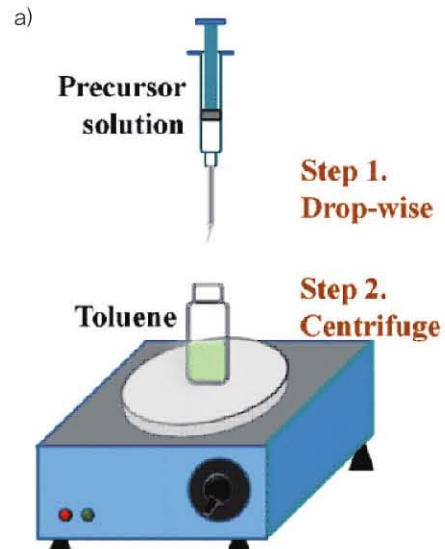 a)
Precursor
solution
Step 1.
Drop-wise
Toluene
Step 2.
Centrifuge